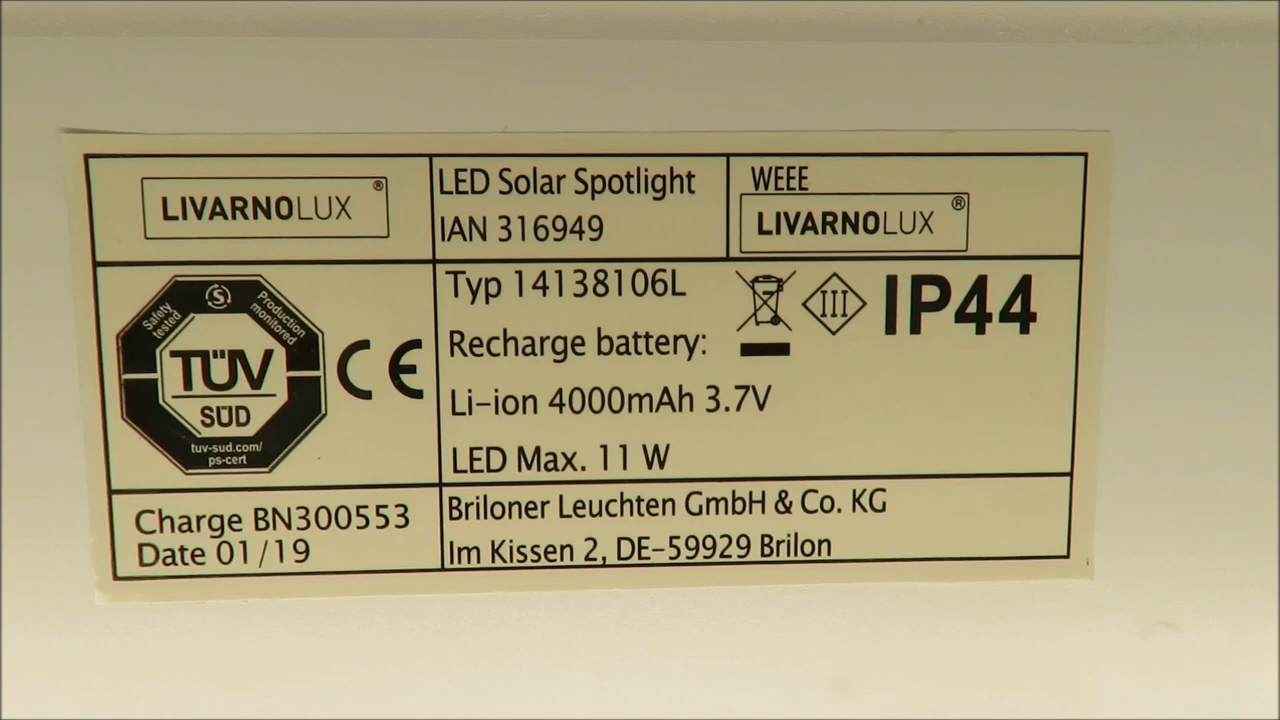 LIVARNOLUX®
LED Solar Spotlight
IAN 316949
WEEE
LIVARNOLUX®
Safety
tested
S
Production
monitored
TÜV
SÜD
tuv-sud.com/
ps-cert
CE
Typ 14138106L
Recharge battery:
Li-ion 4000mAh 3.7V
LED Max. 11 W
III
IP44
Charge BN300553
Date 01/19
Briloner Leuchten GmbH & Co. KG
Im Kissen 2, DE-59929 Brilon